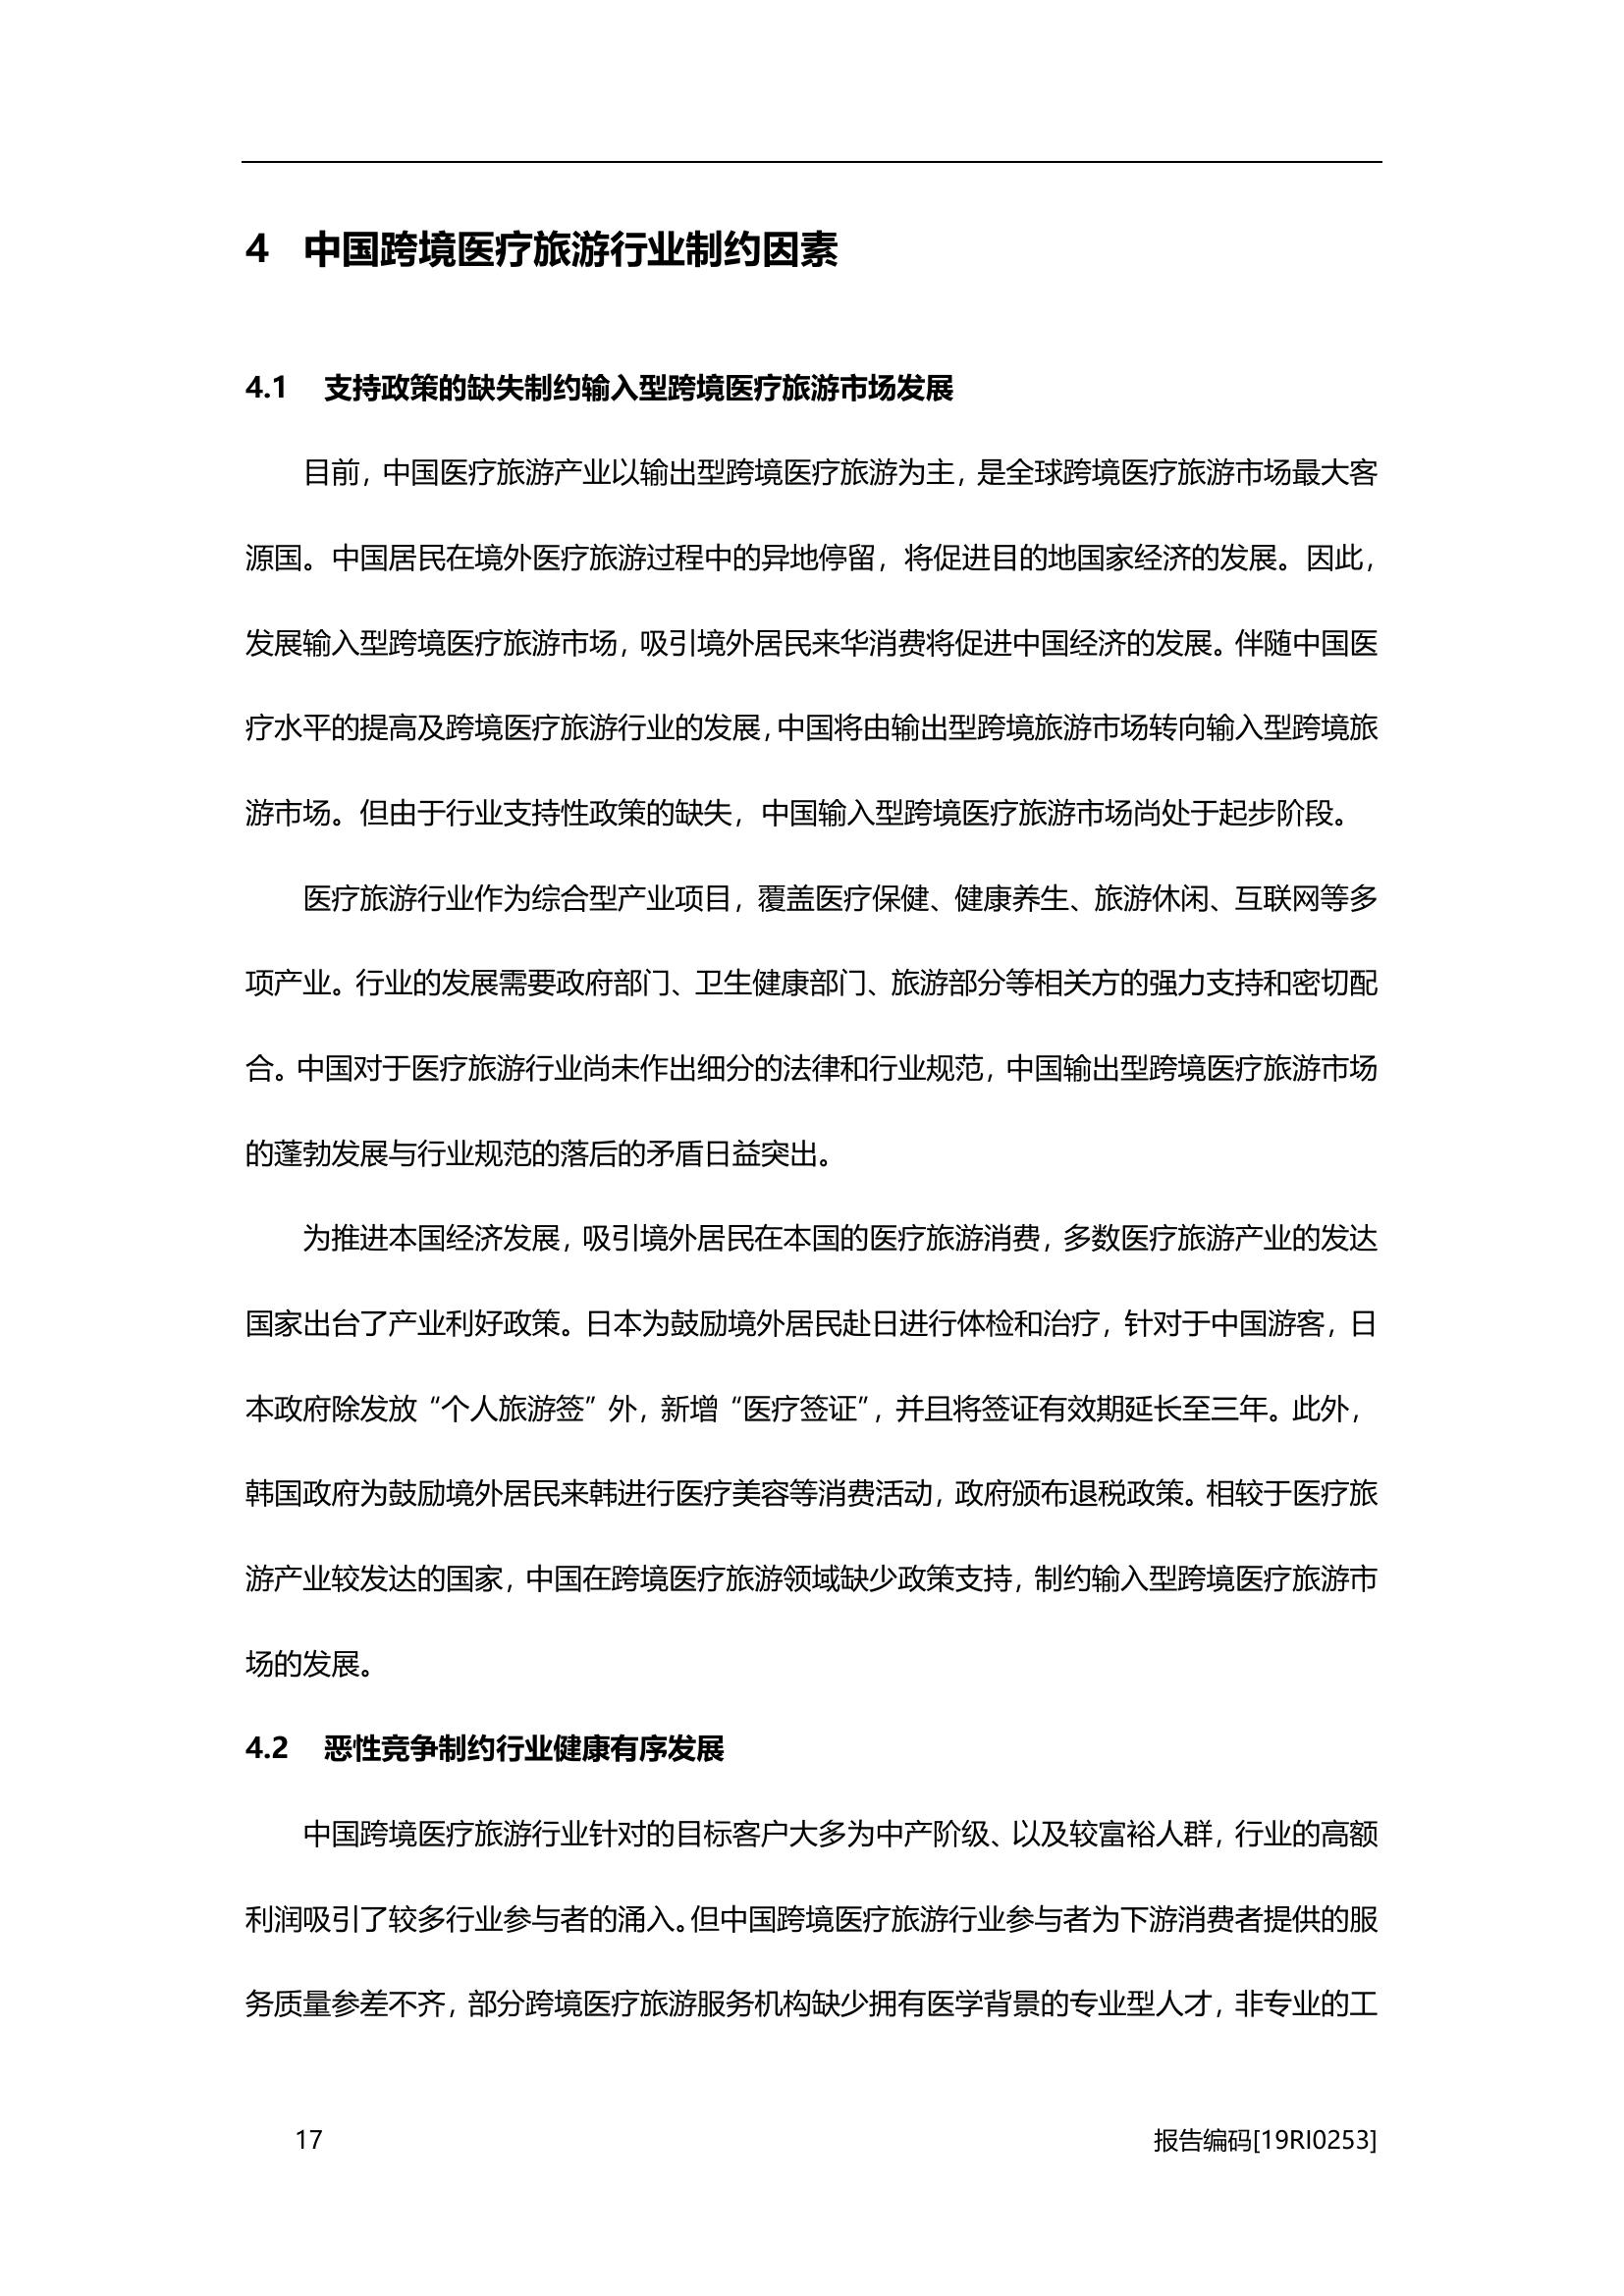 4 中国跨境医疗旅游行业制约因素
4.1 支持政策的缺失制约输入型跨境医疗旅游市场发展
目前，中国医疗旅游产业以输出型跨境医疗旅游为主，是全球跨境医疗旅游市场最大客
源国。中国居民在境外医疗旅游过程中的异地停留，将促进目的地国家经济的发展。因此，
发展输入型跨境医疗旅游市场，吸引境外居民来华消费将促进中国经济的发展。伴随中国医
疗水平的提高及跨境医疗旅游行业的发展，中国将由输出型跨境旅游市场转向输入型跨境旅
游市场。但由于行业支持性政策的缺失，中国输入型跨境医疗旅游市场尚处于起步阶段。
医疗旅游行业作为综合型产业项目，覆盖医疗保健、健康养生、旅游休闲、互联网等多
项产业。行业的发展需要政府部门、卫生健康部门、旅游部分等相关方的强力支持和密切配
合。中国对于医疗旅游行业尚未作出细分的法律和行业规范，中国输出型跨境医疗旅游市场
的蓬勃发展与行业规范的落后的矛盾日益突出。
为推进本国经济发展，吸引境外居民在本国的医疗旅游消费，多数医疗旅游产业的发达
国家出台了产业利好政策。日本为鼓励境外居民赴日进行体检和治疗，针对于中国游客，日
本政府除发放“个人旅游签”外，新增“医疗签证”，并且将签证有效期延长至三年。此外，
韩国政府为鼓励境外居民来韩进行医疗美容等消费活动，政府颁布退税政策。相较于医疗旅
游产业较发达的国家，中国在跨境医疗旅游领域缺少政策支持，制约输入型跨境医疗旅游市
场的发展。
4.2 恶性竞争制约行业健康有序发展
中国跨境医疗旅游行业针对的目标客户大多为中产阶级、以及较富裕人群，行业的高额
利润吸引了较多行业参与者的涌入。但中国跨境医疗旅游行业参与者为下游消费者提供的服
务质量参差不齐，部分跨境医疗旅游服务机构缺少拥有医学背景的专业型人才，非专业的工
17 报告编码[19RI0253]